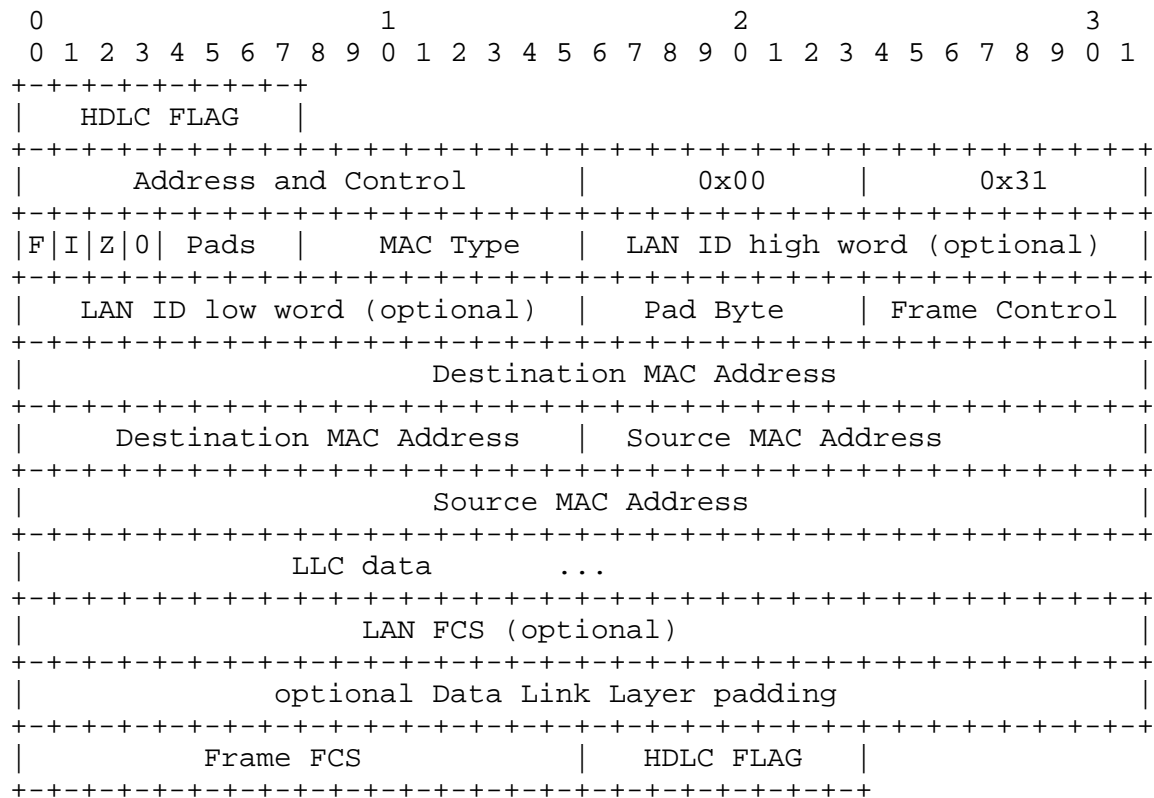 0                   1                   2                   3
 0 1 2 3 4 5 6 7 8 9 0 1 2 3 4 5 6 7 8 9 0 1 2 3 4 5 6 7 8 9 0 1
+-+-+-+-+-+-+-+-+
|   HDLC FLAG   |
+-+-+-+-+-+-+-+-+-+-+-+-+-+-+-+-+-+-+-+-+-+-+-+-+-+-+-+-+-+-+-+-+
|      Address and Control      |      0x00     |      0x31     |
+-+-+-+-+-+-+-+-+-+-+-+-+-+-+-+-+-+-+-+-+-+-+-+-+-+-+-+-+-+-+-+-+
|F|I|Z|0| Pads  |    MAC Type   |  LAN ID high word (optional)  |
+-+-+-+-+-+-+-+-+-+-+-+-+-+-+-+-+-+-+-+-+-+-+-+-+-+-+-+-+-+-+-+-+
|   LAN ID low word (optional)  |   Pad Byte    | Frame Control |
+-+-+-+-+-+-+-+-+-+-+-+-+-+-+-+-+-+-+-+-+-+-+-+-+-+-+-+-+-+-+-+-+
|                       Destination MAC Address                 |
+-+-+-+-+-+-+-+-+-+-+-+-+-+-+-+-+-+-+-+-+-+-+-+-+-+-+-+-+-+-+-+-+
|     Destination MAC Address   |  Source MAC Address           |
+-+-+-+-+-+-+-+-+-+-+-+-+-+-+-+-+-+-+-+-+-+-+-+-+-+-+-+-+-+-+-+-+
|                       Source MAC Address                      |
+-+-+-+-+-+-+-+-+-+-+-+-+-+-+-+-+-+-+-+-+-+-+-+-+-+-+-+-+-+-+-+-+
|               LLC data       ...
+-+-+-+-+-+-+-+-+-+-+-+-+-+-+-+-+-+-+-+-+-+-+-+-+-+-+-+-+-+-+-+-+
|                   LAN FCS (optional)                          |
+-+-+-+-+-+-+-+-+-+-+-+-+-+-+-+-+-+-+-+-+-+-+-+-+-+-+-+-+-+-+-+-+
|              optional Data Link Layer padding                 |
+-+-+-+-+-+-+-+-+-+-+-+-+-+-+-+-+-+-+-+-+-+-+-+-+-+-+-+-+-+-+-+-+
|          Frame FCS            |   HDLC FLAG   |
+-+-+-+-+-+-+-+-+-+-+-+-+-+-+-+-+-+-+-+-+-+-+-+-+